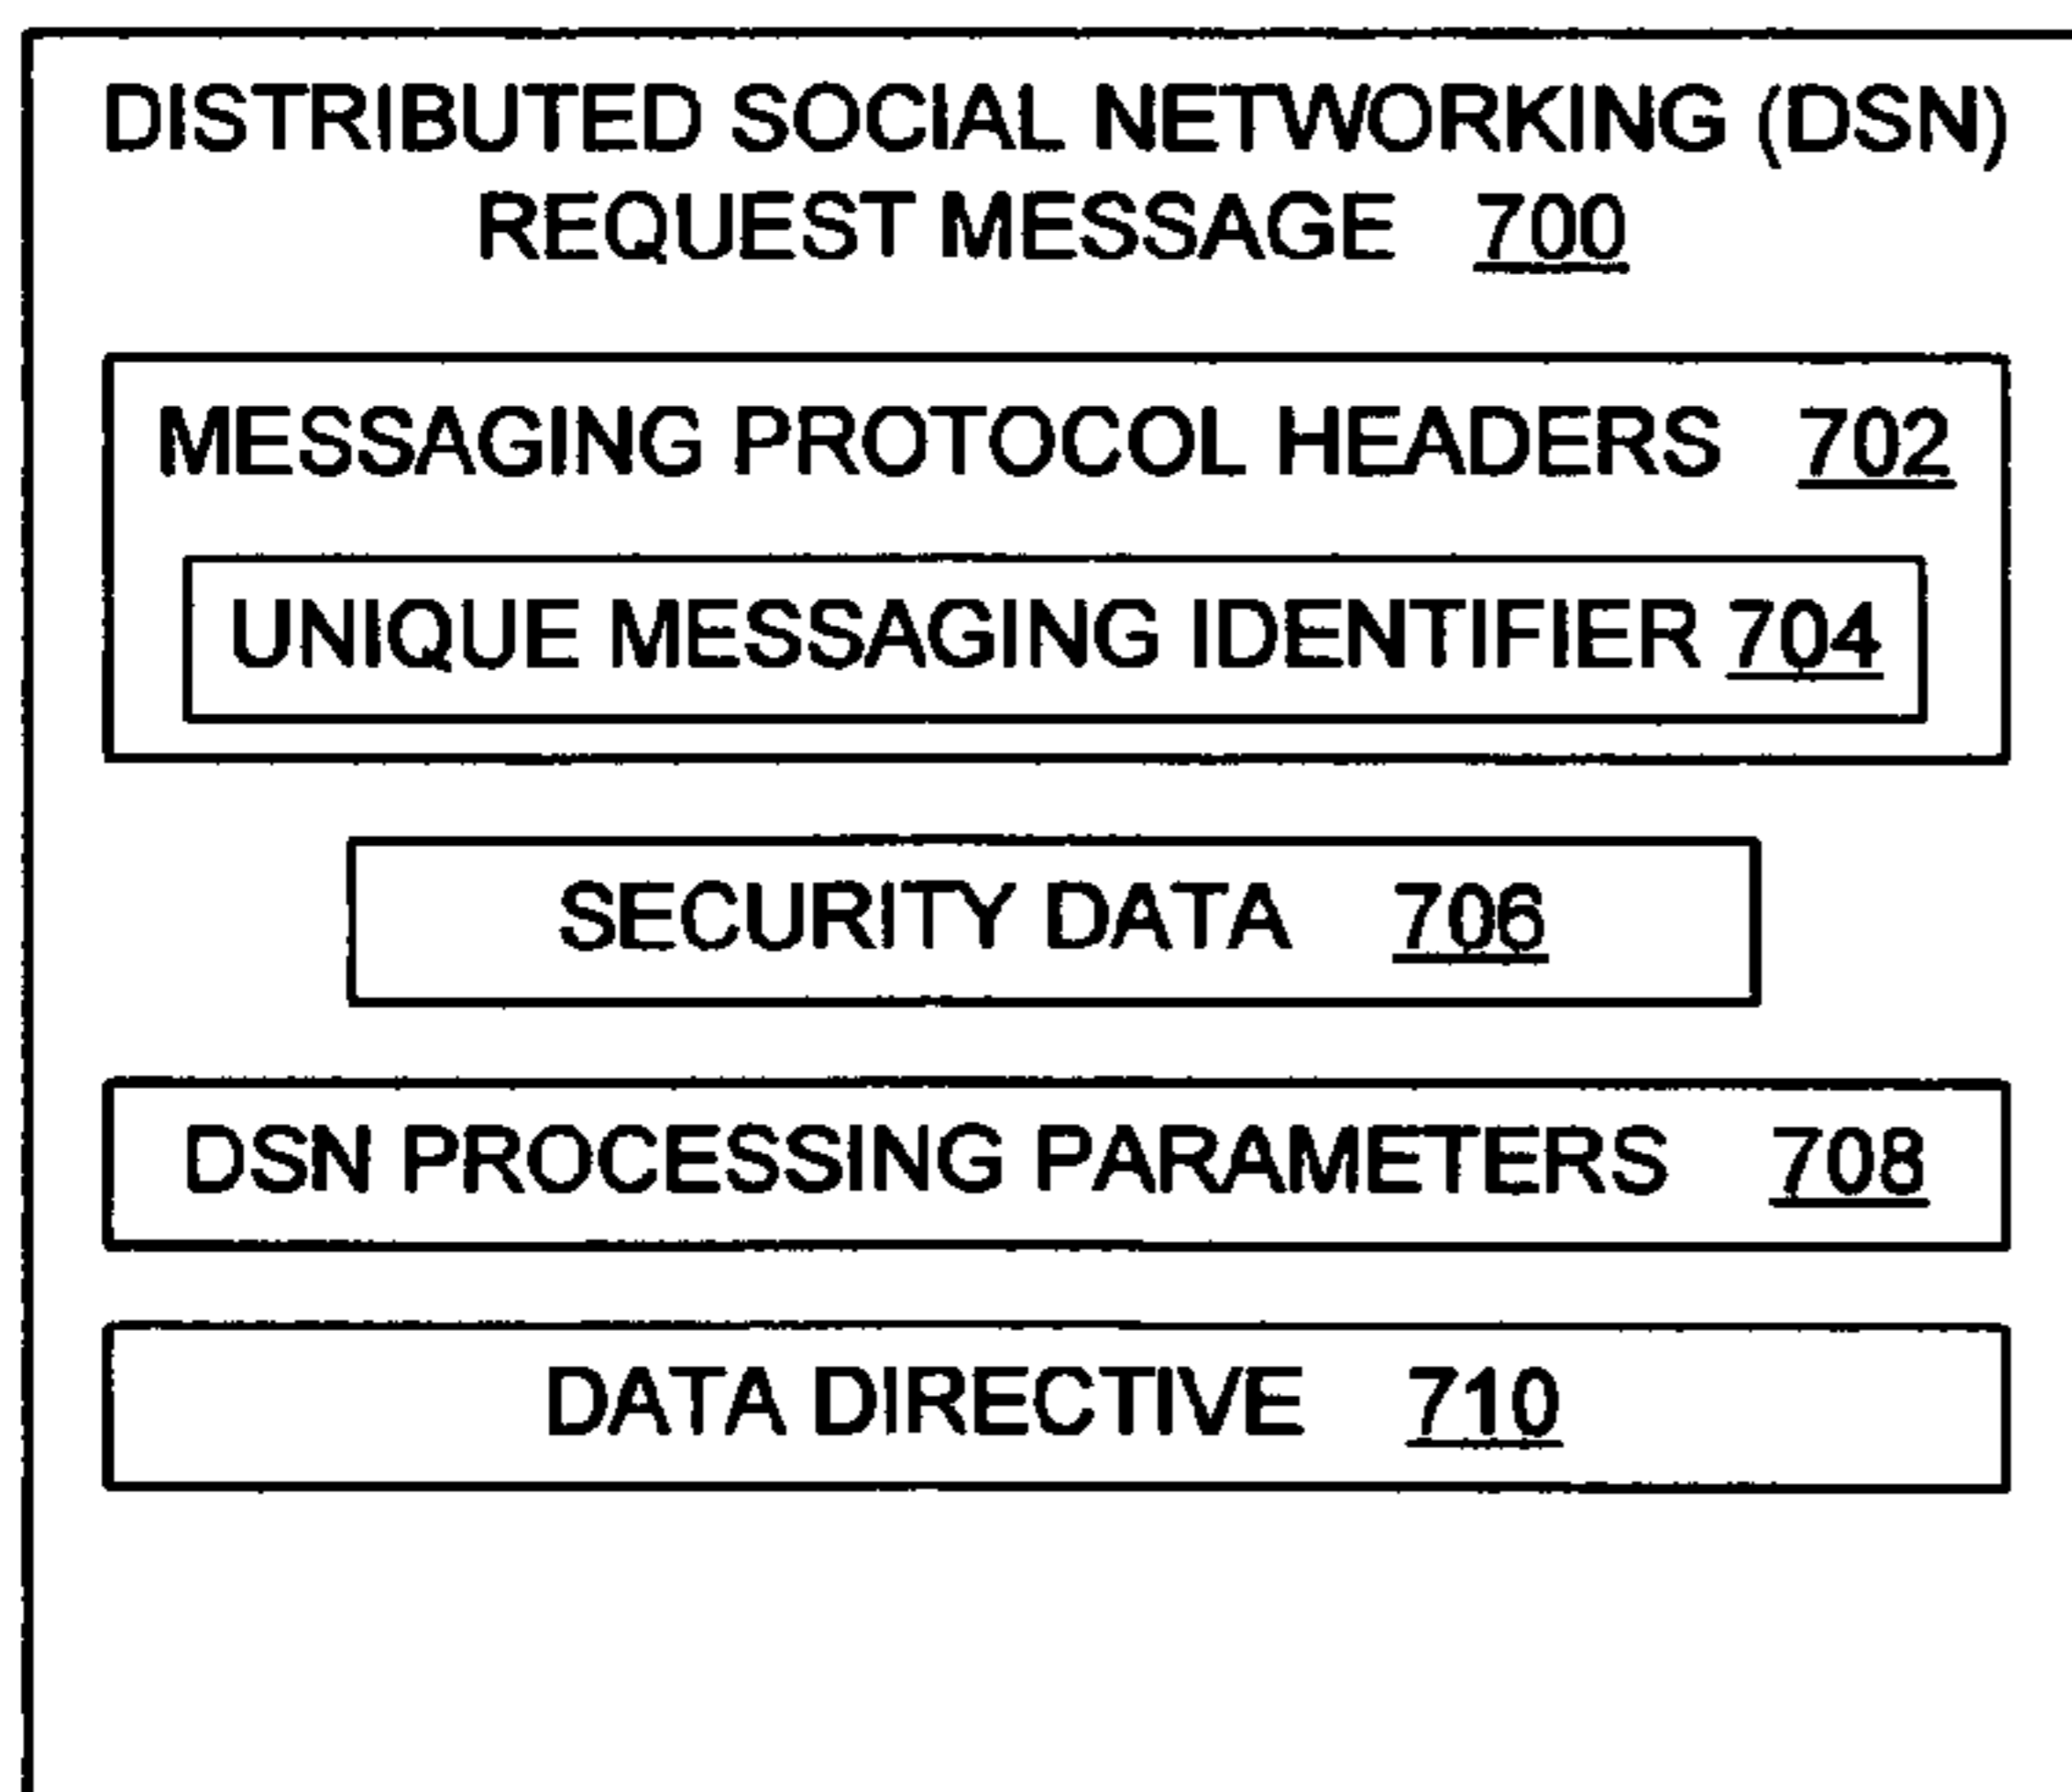 DISTRIBUTED SOCIAL NETWORKING (DSN)
REQUEST MESSAGE 700
MESSAGING PROTOCOL HEADERS 702
UNIQUE MESSAGING IDENTIFIER 704
SECURITY DATA 706
DSN PROCESSING PARAMETERS 708
DATA DIRECTIVE 710